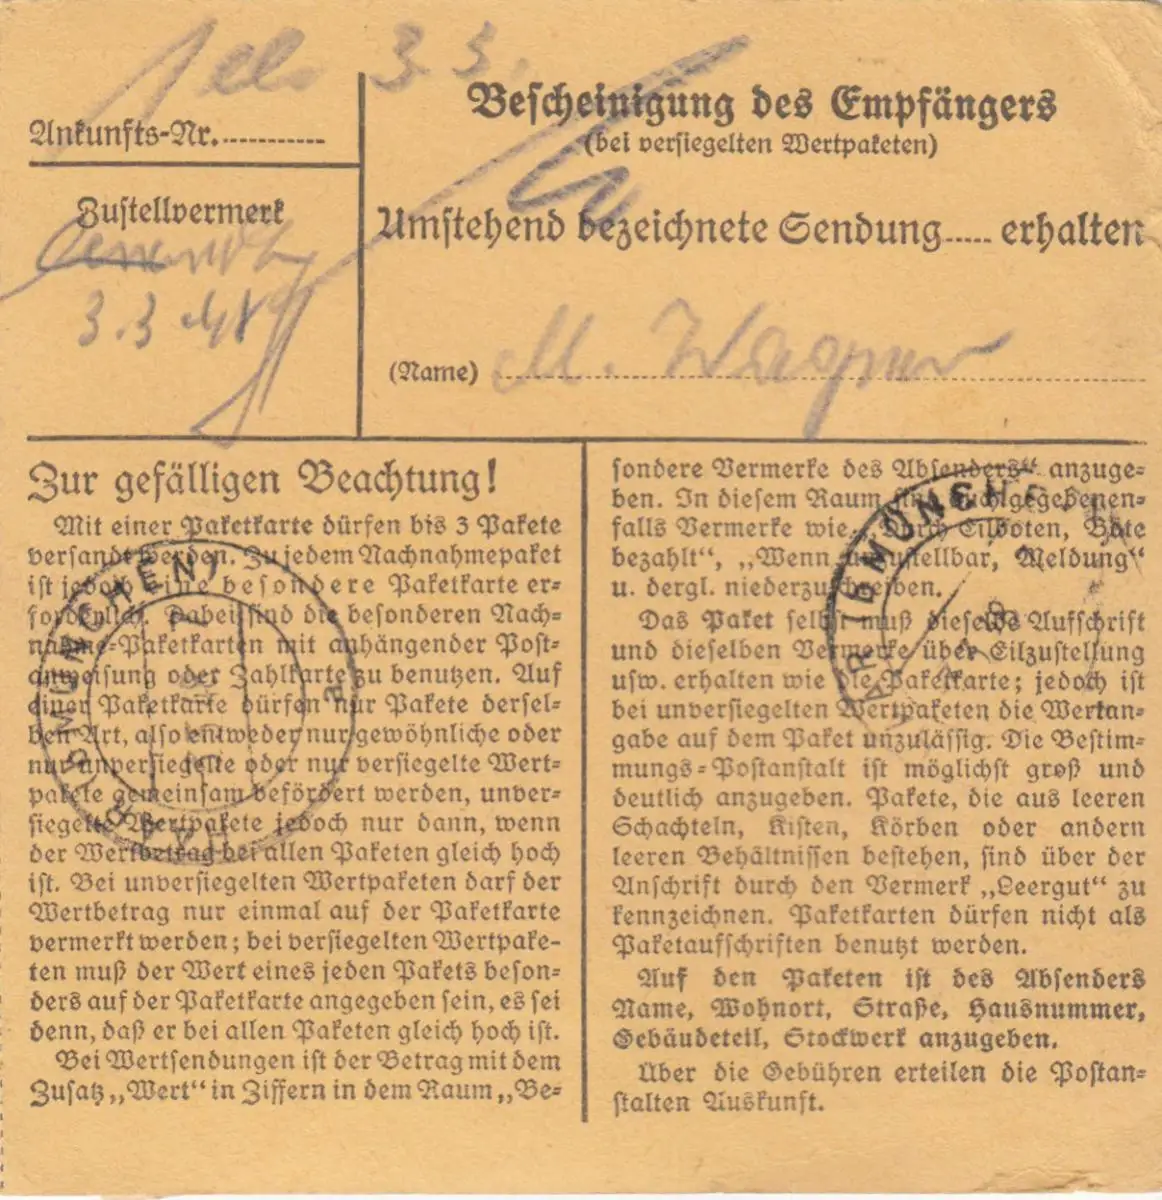 3.3.
Ankunfts-Nr.
Bescheinigung des Empfängers
(bei versiegelten Wertpaketen)
Zustellvermerk
3.3.48
Umstehend bezeichnete Sendung..... erhalten
(Name) M. Wagner
Zur gefälligen Beachtung!
Mit einer Paketkarte dürfen bis 3 Pakete
versandt werden. Zu jedem Nachnahmepaket
ist jedoch eine besondere Paketkarte er-
forderlich. Dabei sind die besonderen Nach-
nahme-Paketkarten mit anhängender Post-
anweisung oder Zahlkarte zu benutzen. Auf
einer Paketkarte dürfen nur Pakete dersel-
ben Art, also entweder nur gewöhnliche oder
nur unversiegelte oder nur versiegelte Wert-
pakete gemeinsam befördert werden, unver-
siegelte Wertpakete jedoch nur dann, wenn
der Wertbetrag bei allen Paketen gleich hoch
ist. Bei unversiegelten Wertpaketen darf der
Wertbetrag nur einmal auf der Paketkarte
vermerkt werden; bei versiegelten Wertpake-
ten muß der Wert eines jeden Pakets beson-
ders auf der Paketkarte angegeben sein, es sei
denn, daß er bei allen Paketen gleich hoch ist.
Bei Wertsendungen ist der Betrag mit dem
Zusatz „Wert“ in Ziffern in dem Raum „Be-
sondere Vermerke des Absenders“ anzuge-
ben. In diesem Raum sind auch gegebenen-
falls Vermerke wie „Durch Eilboten, Bote
bezahlt“, „Wenn unzustellbar, Meldung“
u. dergl. niederzuschreiben.
Das Paket selbst muß dieselbe Aufschrift
und dieselben Vermerke über Eilzustellung
usw. erhalten wie die Paketkarte; jedoch ist
bei unversiegelten Wertpaketen die Wertan-
gabe auf dem Paket unzulässig. Die Bestim-
mungs-Postanstalt ist möglichst groß und
deutlich anzugeben. Pakete, die aus leeren
Schachteln, Kisten, Körben oder andern
leeren Behältnissen bestehen, sind über der
Anschrift durch den Vermerk „Leergut“ zu
kennzeichnen. Paketkarten dürfen nicht als
Paketaufschriften benutzt werden.
Auf den Paketen ist des Absenders
Name, Wohnort, Straße, Hausnummer,
Gebäudeteil, Stockwerk anzugeben.
Über die Gebühren erteilen die Postan-
stalten Auskunft.
HAAR (BD MÜNCHEN)
a
HAAR (BD MÜNCHEN)